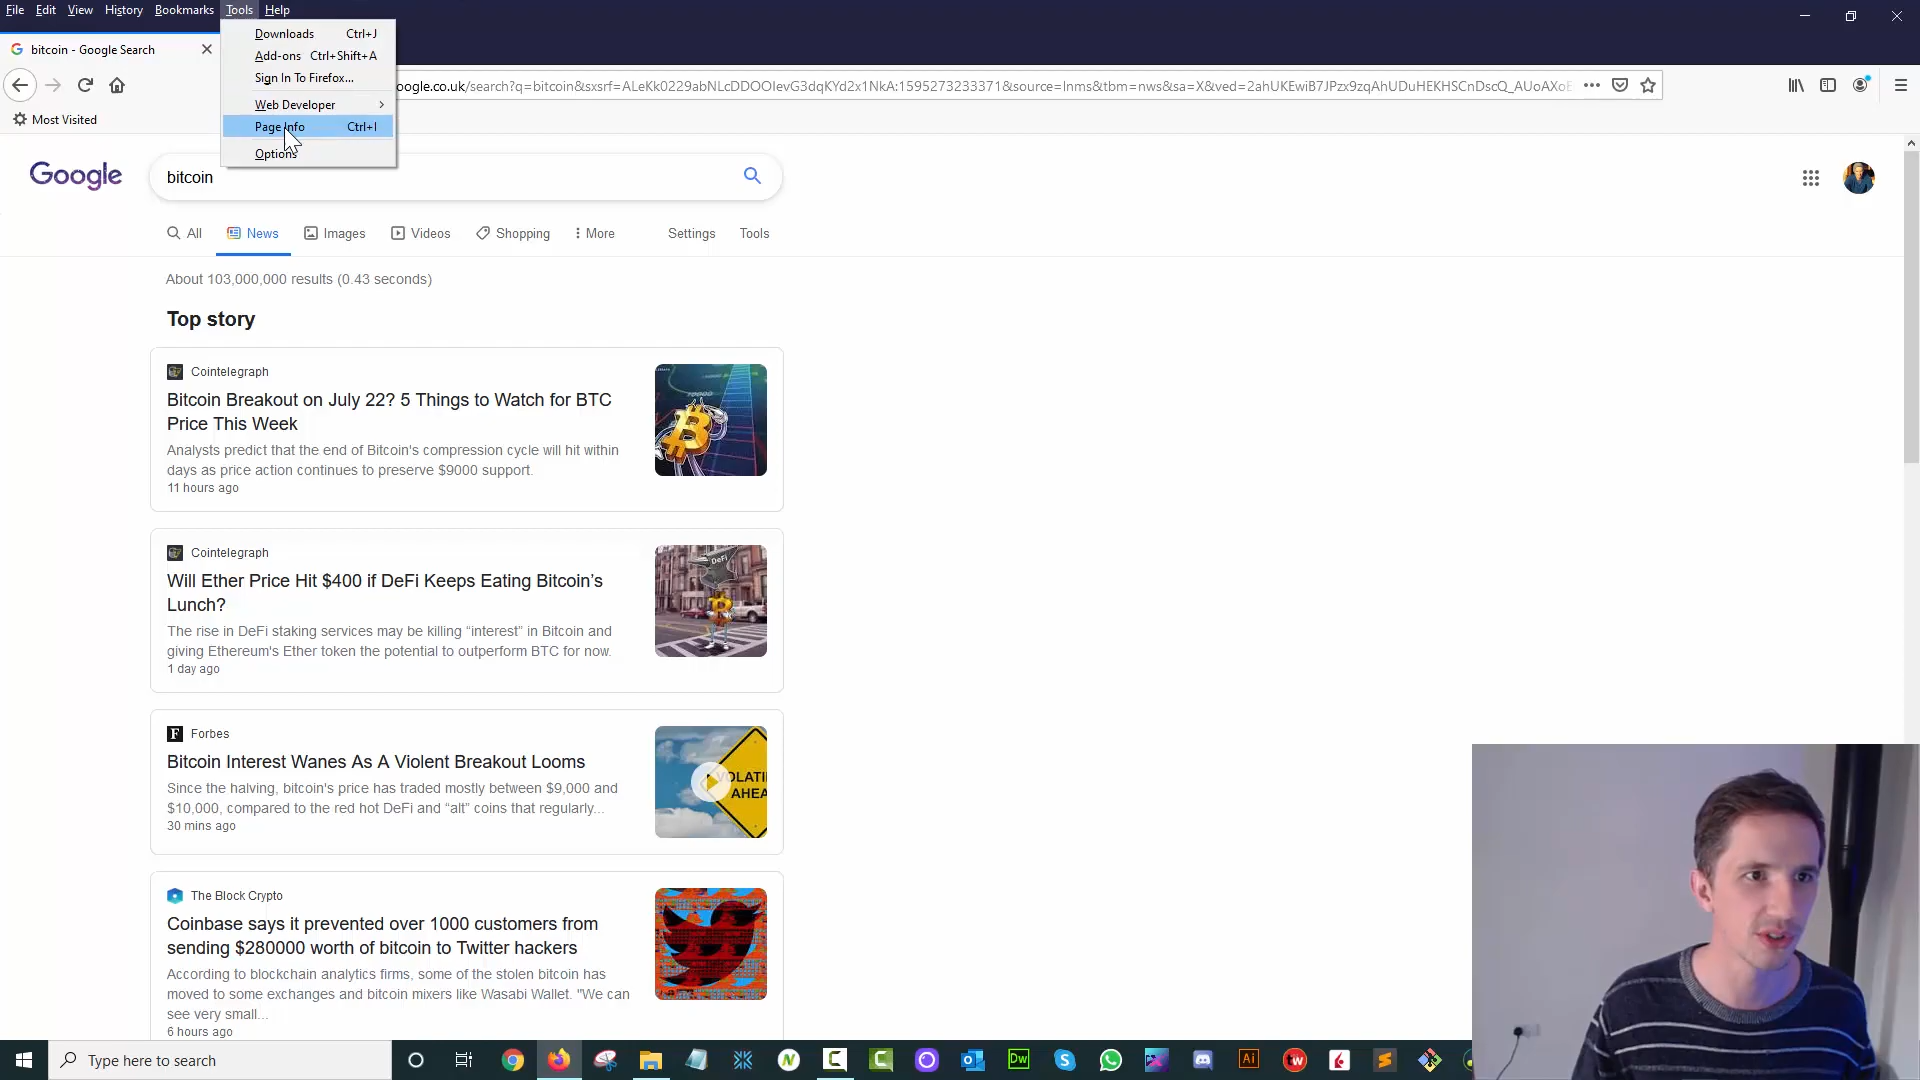 File Edit View History Bookmarks Tools Help
bitcoin - Google Search
Downloads Ctrl+J
Add-ons Ctrl+Shift+A
Sign In To Firefox...
Web Developer
Page Info Ctrl+I
Options
oogle.co.uk/search?q=bitcoin&sxsrf=ALeKk0229abNLcDDOOIevG3dqKYd2x1NkA:1595273233371&source=lnms&tbm=nws&sa=X&ved=2ahUKEwiB7JPzx9zqAhUDuHEKHSCnDscQ_AUoAXoE
Most Visited
Google
bitcoin
All News Images Videos Shopping More Settings Tools
About 103,000,000 results (0.43 seconds)
Top story
Cointelegraph
Bitcoin Breakout on July 22? 5 Things to Watch for BTC
Price This Week
Analysts predict that the end of Bitcoin's compression cycle will hit within
days as price action continues to preserve $9000 support.
11 hours ago
Cointelegraph
Will Ether Price Hit $400 if DeFi Keeps Eating Bitcoin’s
Lunch?
The rise in DeFi staking services may be killing “interest” in Bitcoin and
giving Ethereum's Ether token the potential to outperform BTC for now.
1 day ago
DeFi
Forbes
Bitcoin Interest Wanes As A Violent Breakout Looms
Since the halving, bitcoin's price has traded mostly between $9,000 and
$10,000, compared to the red hot DeFi and “alt” coins that regularly...
30 mins ago
VOLATI
AHEA
The Block Crypto
Coinbase says it prevented over 1000 customers from
sending $280000 worth of bitcoin to Twitter hackers
According to blockchain analytics firms, some of the stolen bitcoin has
moved to some exchanges and bitcoin mixers like Wasabi Wallet. "We can
see very small...
6 hours ago
Type here to search
Dw
Ai